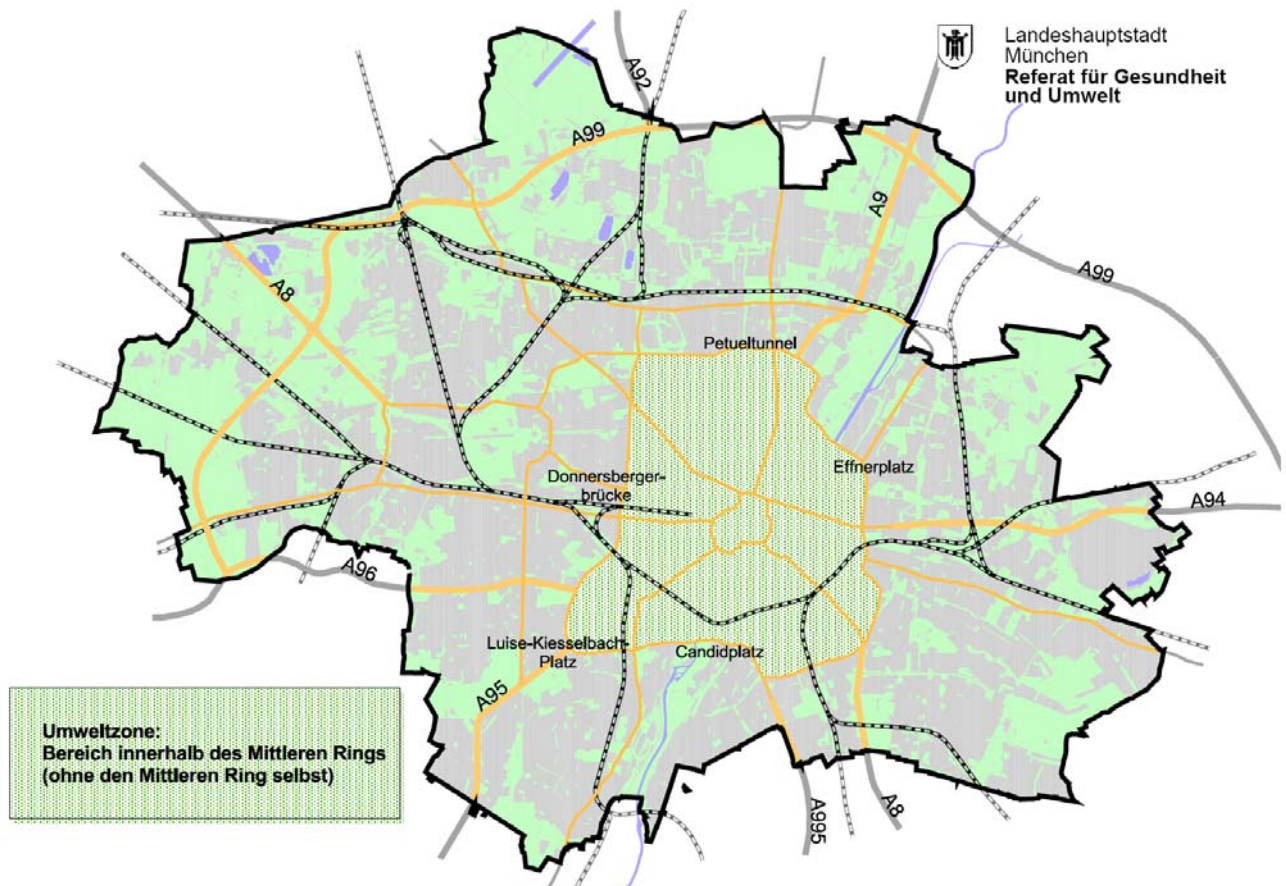 Landeshauptstadt
München
Referat für Gesundheit
und Umwelt
A92
A99
A9
A99
A8
Petueltunnel
Effnerplatz
Donnersberger-
brücke
A94
A96
Luise-Kiesselbach-
Platz
Candidplatz
A95
A995
A8
Umweltzone:
Bereich innerhalb des Mittleren Rings
(ohne den Mittleren Ring selbst)